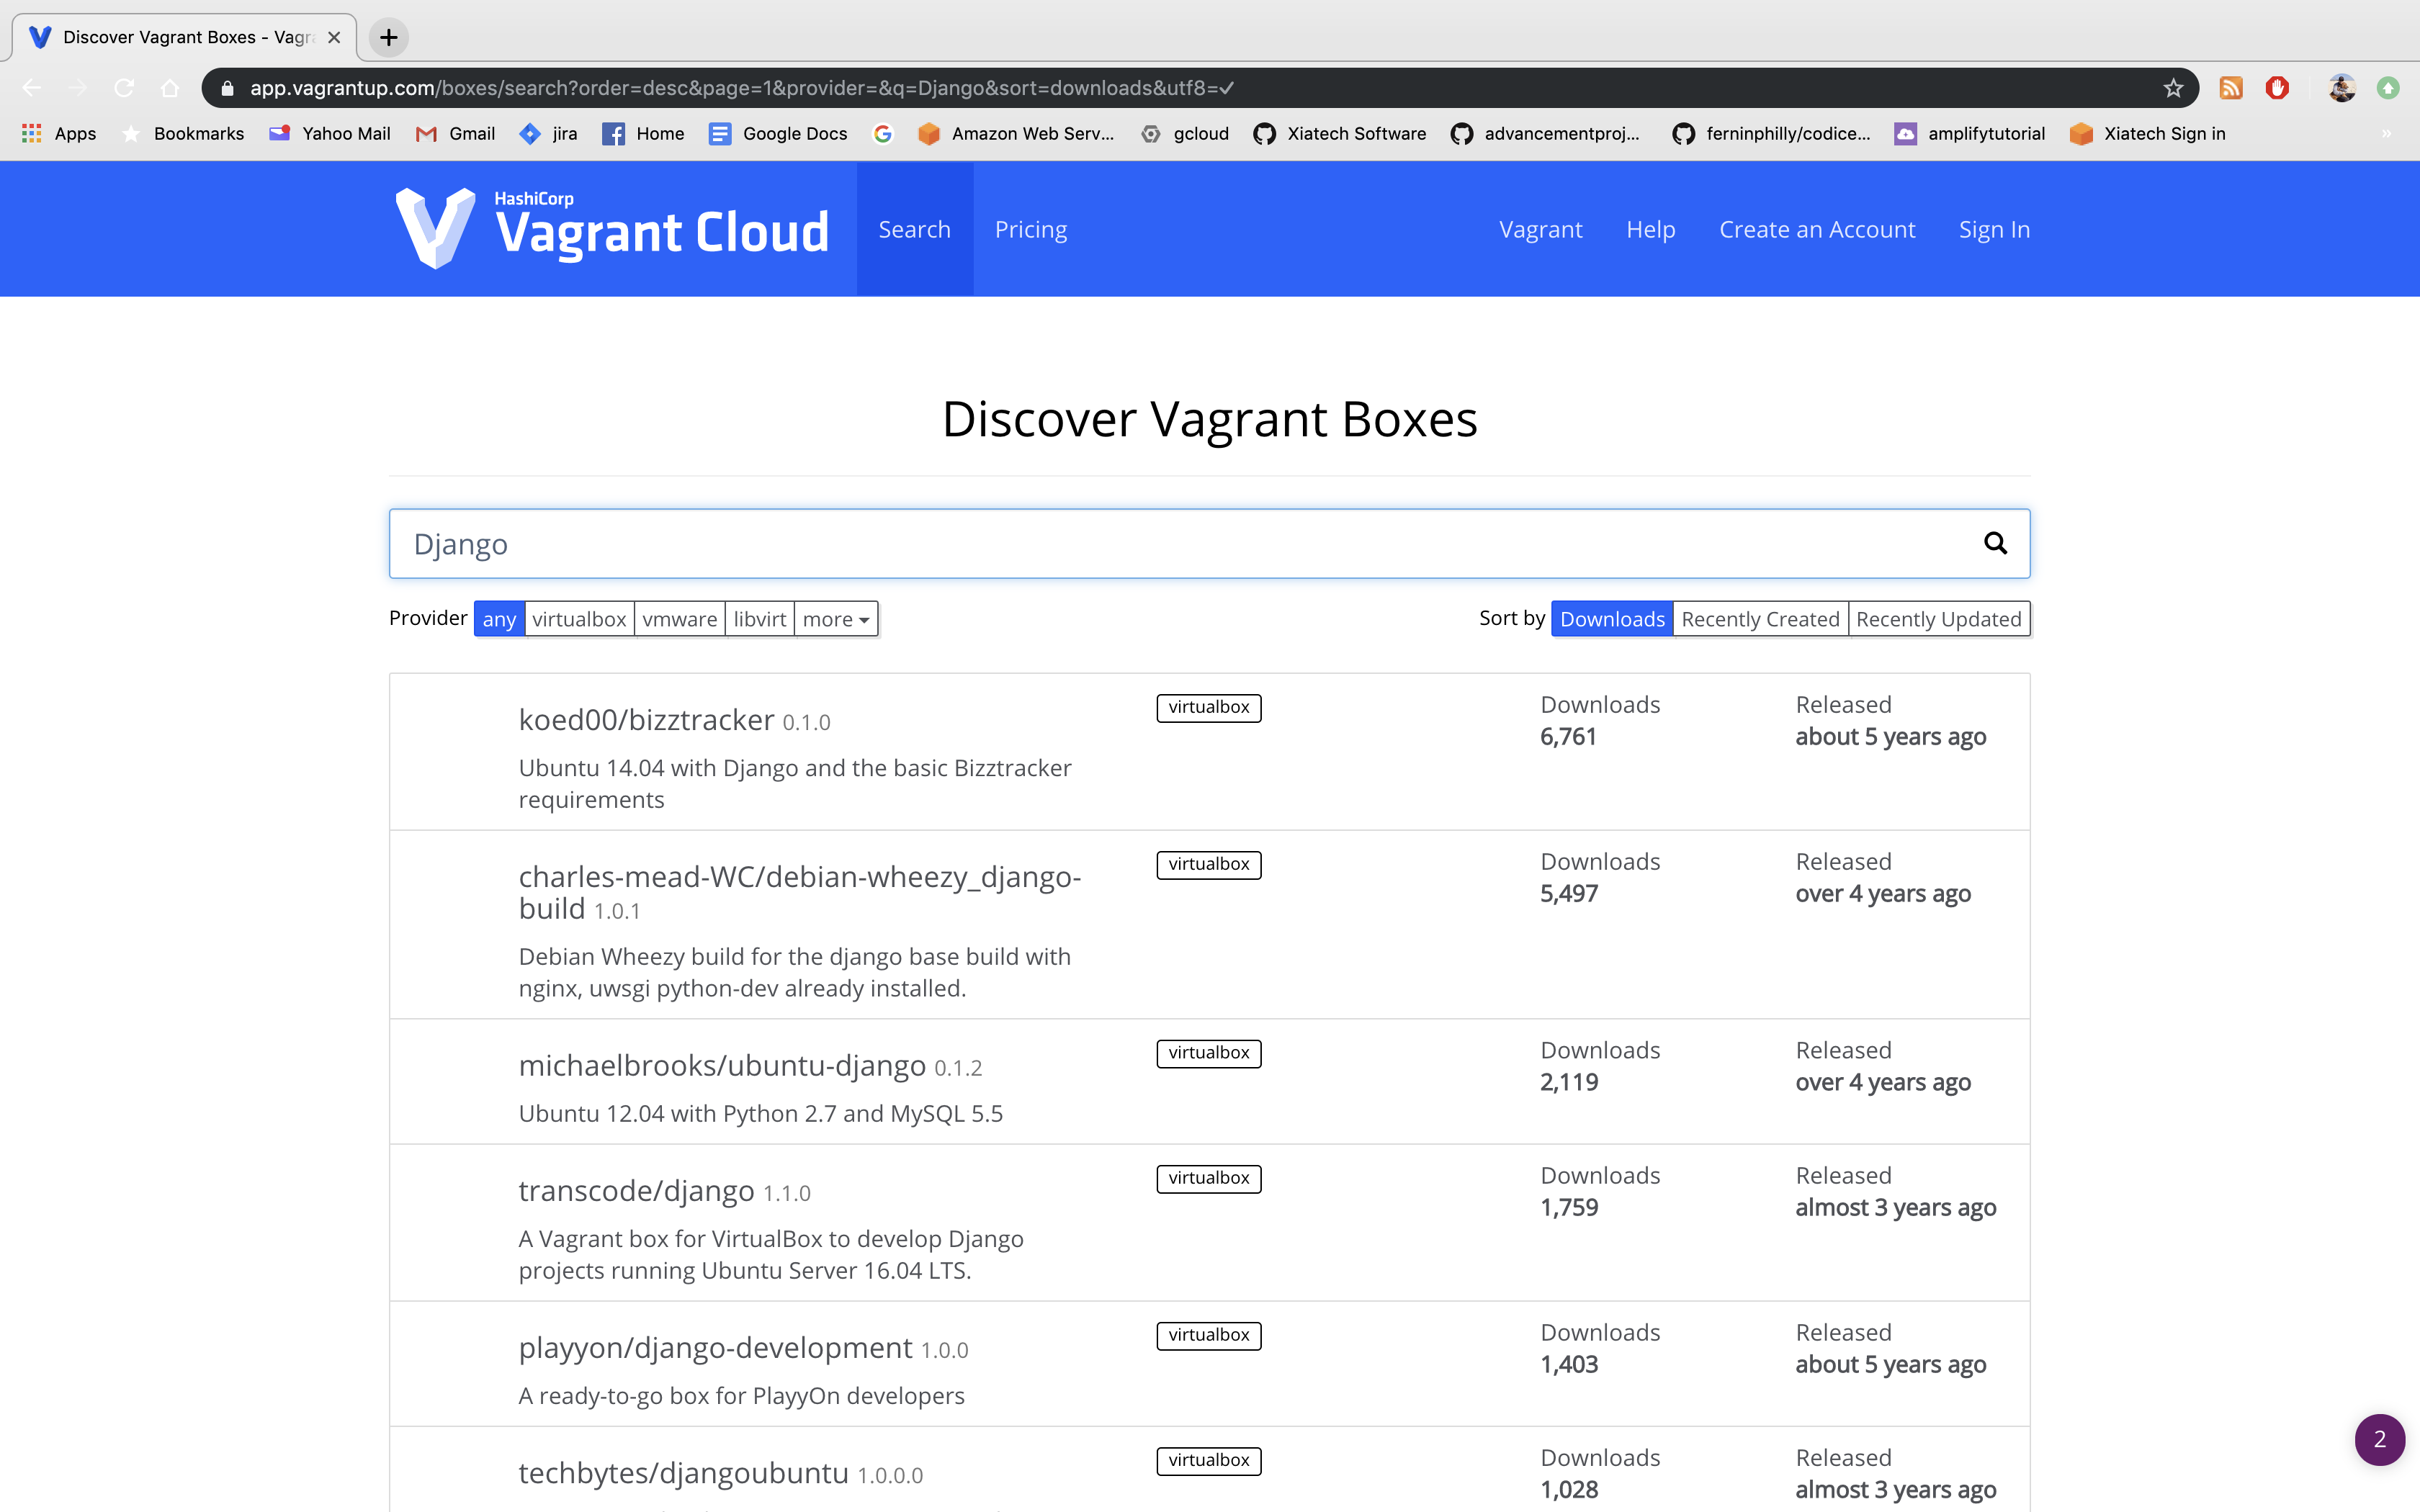 Discover Vagrant Boxes - Vagr
app.vagrantup.com/boxes/search?order=desc&page=1&provider=&q=Django&sort=downloads&utf8=✓
Apps Bookmarks Yahoo Mail Gmail jira Home Google Docs Amazon Web Serv... gcloud Xiatech Software advancementproj... ferninphilly/codice... amplifytutorial Xiatech Sign in »
HashiCorp
Vagrant Cloud Search Pricing Vagrant Help Create an Account Sign In
Discover Vagrant Boxes
Django
Provider any virtualbox vmware libvirt more Sort by Downloads Recently Created Recently Updated
koed00/bizztracker 0.1.0 virtualbox Downloads Released
6,761 about 5 years ago
Ubuntu 14.04 with Django and the basic Bizztracker
requirements
charles-mead-WC/debian-wheezy_django- virtualbox Downloads Released
build 1.0.1 5,497 over 4 years ago
Debian Wheezy build for the django base build with
nginx, uwsgi python-dev already installed.
michaelbrooks/ubuntu-django 0.1.2 virtualbox Downloads Released
2,119 over 4 years ago
Ubuntu 12.04 with Python 2.7 and MySQL 5.5
transcode/django 1.1.0 virtualbox Downloads Released
1,759 almost 3 years ago
A Vagrant box for VirtualBox to develop Django
projects running Ubuntu Server 16.04 LTS.
playyon/django-development 1.0.0 virtualbox Downloads Released
1,403 about 5 years ago
A ready-to-go box for PlayyOn developers
2
techbytes/djangoubuntu 1.0.0.0 virtualbox Downloads Released
1,028 almost 3 years ago